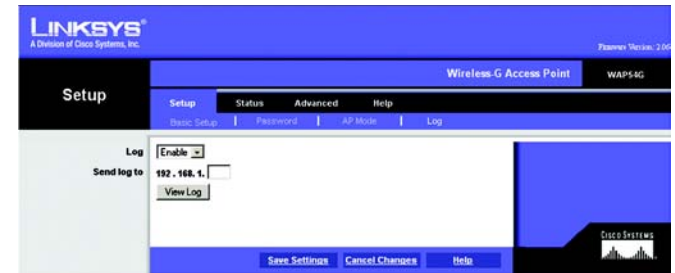 LINKSYS®
A Division of Cisco Systems, Inc.
Firmware Version: 2.06
Wireless-G Access Point WAP54G
Setup
Setup Status Advanced Help
Basic Setup | Password | AP Mode | Log
Log Enable
Send log to 192 . 168. 1.
View Log
Save Settings Cancel Changes Help
CISCO SYSTEMS